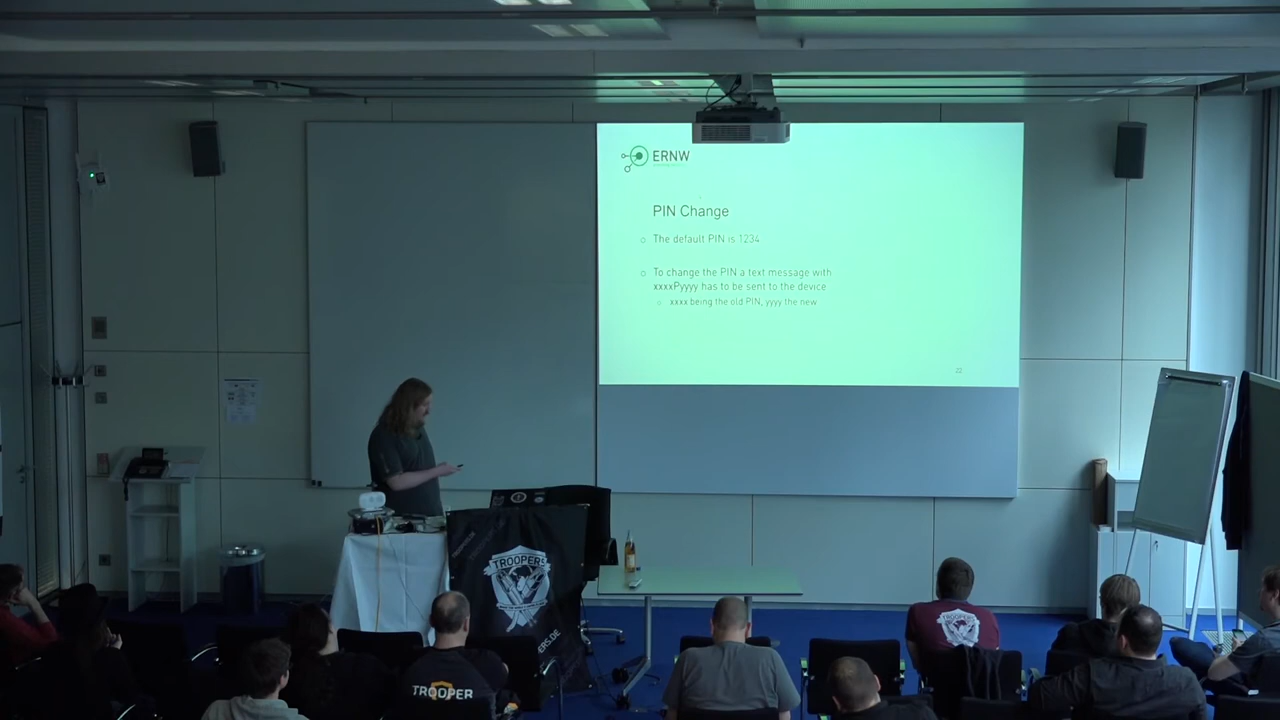 ERNW
PIN Change
The default PIN is 1234
To change the PIN a text message with
xxxxPyyyy has to be sent to the device
xxxx being the old PIN, yyyy the new
TROOPERS
TROOPER